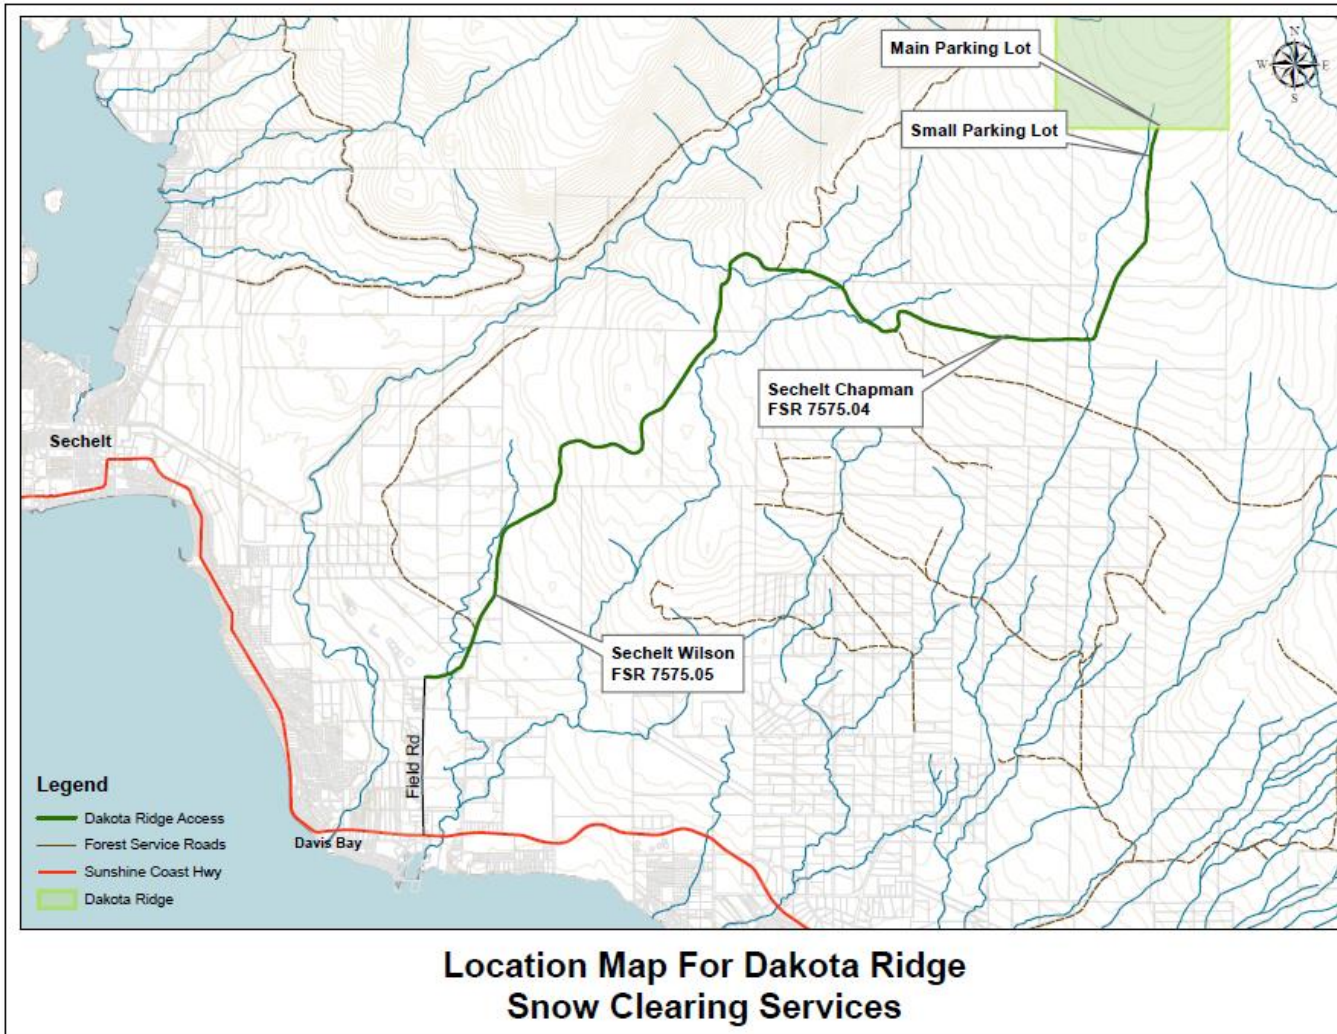 Main Parking Lot
N
W
E
S
Small Parking Lot
Sechelt Chapman
FSR 7575.04
Sechelt
Sechelt Wilson
FSR 7575.05
Field Rd
Legend
Dakota Ridge Access
Forest Service Roads
Sunshine Coast Hwy
Dakota Ridge
Davis Bay
Location Map For Dakota Ridge
Snow Clearing Services